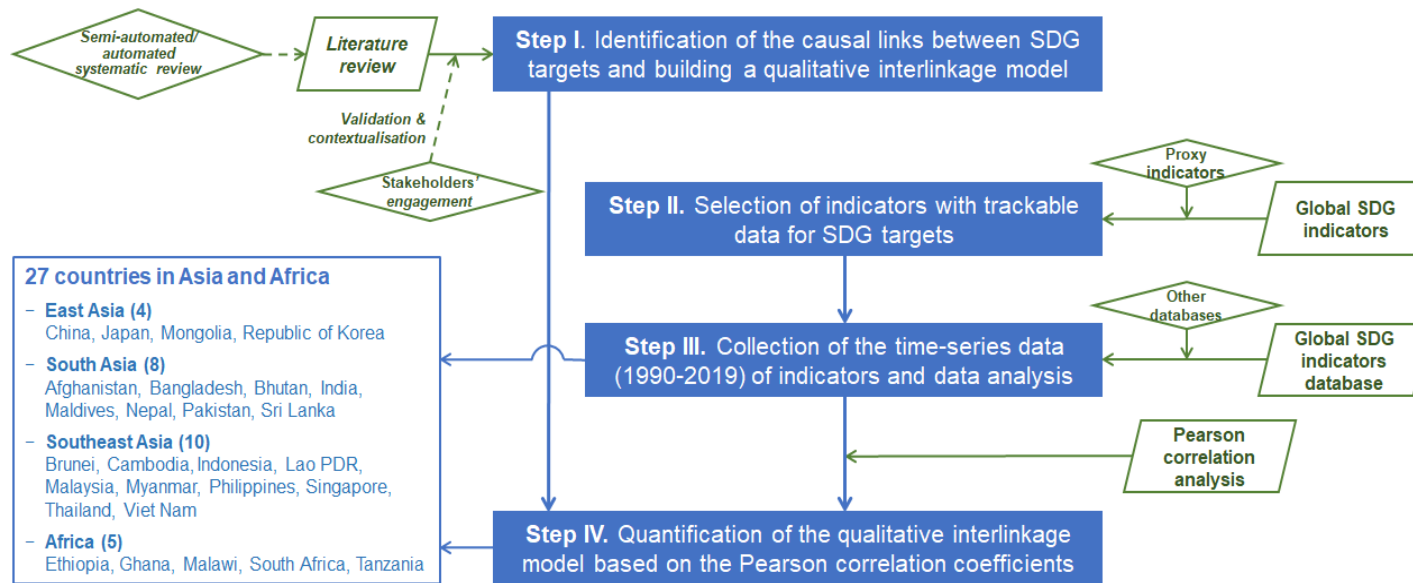 Semi-automated/
automated
systematic review
Literature
review
Step I. Identification of the causal links between SDG
targets and building a qualitative interlinkage model
Validation &
contextualisation
Stakeholders'
engagement
Proxy
indicators
Step II. Selection of indicators with trackable
data for SDG targets
Global SDG
indicators
27 countries in Asia and Africa
– East Asia (4)
China, Japan, Mongolia, Republic of Korea
– South Asia (8)
Afghanistan, Bangladesh, Bhutan, India,
Maldives, Nepal, Pakistan, Sri Lanka
– Southeast Asia (10)
Brunei, Cambodia, Indonesia, Lao PDR,
Malaysia, Myanmar, Philippines, Singapore,
Thailand, Viet Nam
– Africa (5)
Ethiopia, Ghana, Malawi, South Africa, Tanzania
Other
databases
Step III. Collection of the time-series data
(1990-2019) of indicators and data analysis
Global SDG
indicators
database
Pearson
correlation
analysis
Step IV. Quantification of the qualitative interlinkage
model based on the Pearson correlation coefficients